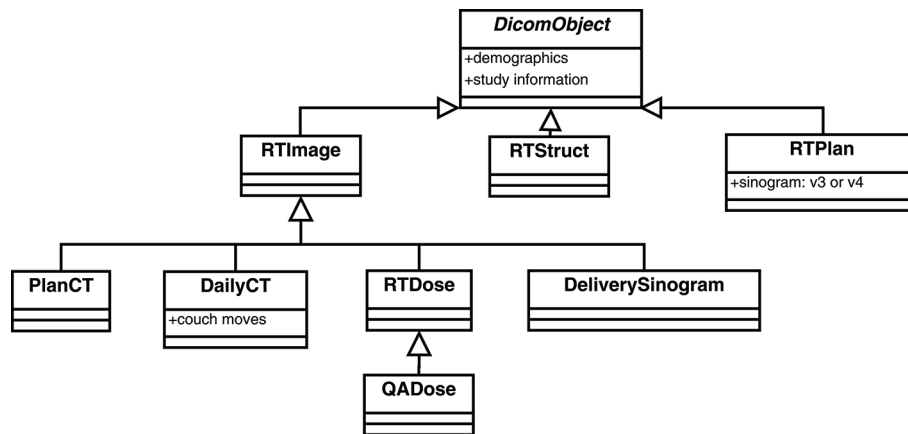 DicomObject
+demographics
+study information
RTImage
RTStruct
RTPlan
+sinogram: v3 or v4
PlanCT
DailyCT
+couch moves
RTDose
DeliverySinogram
QADose